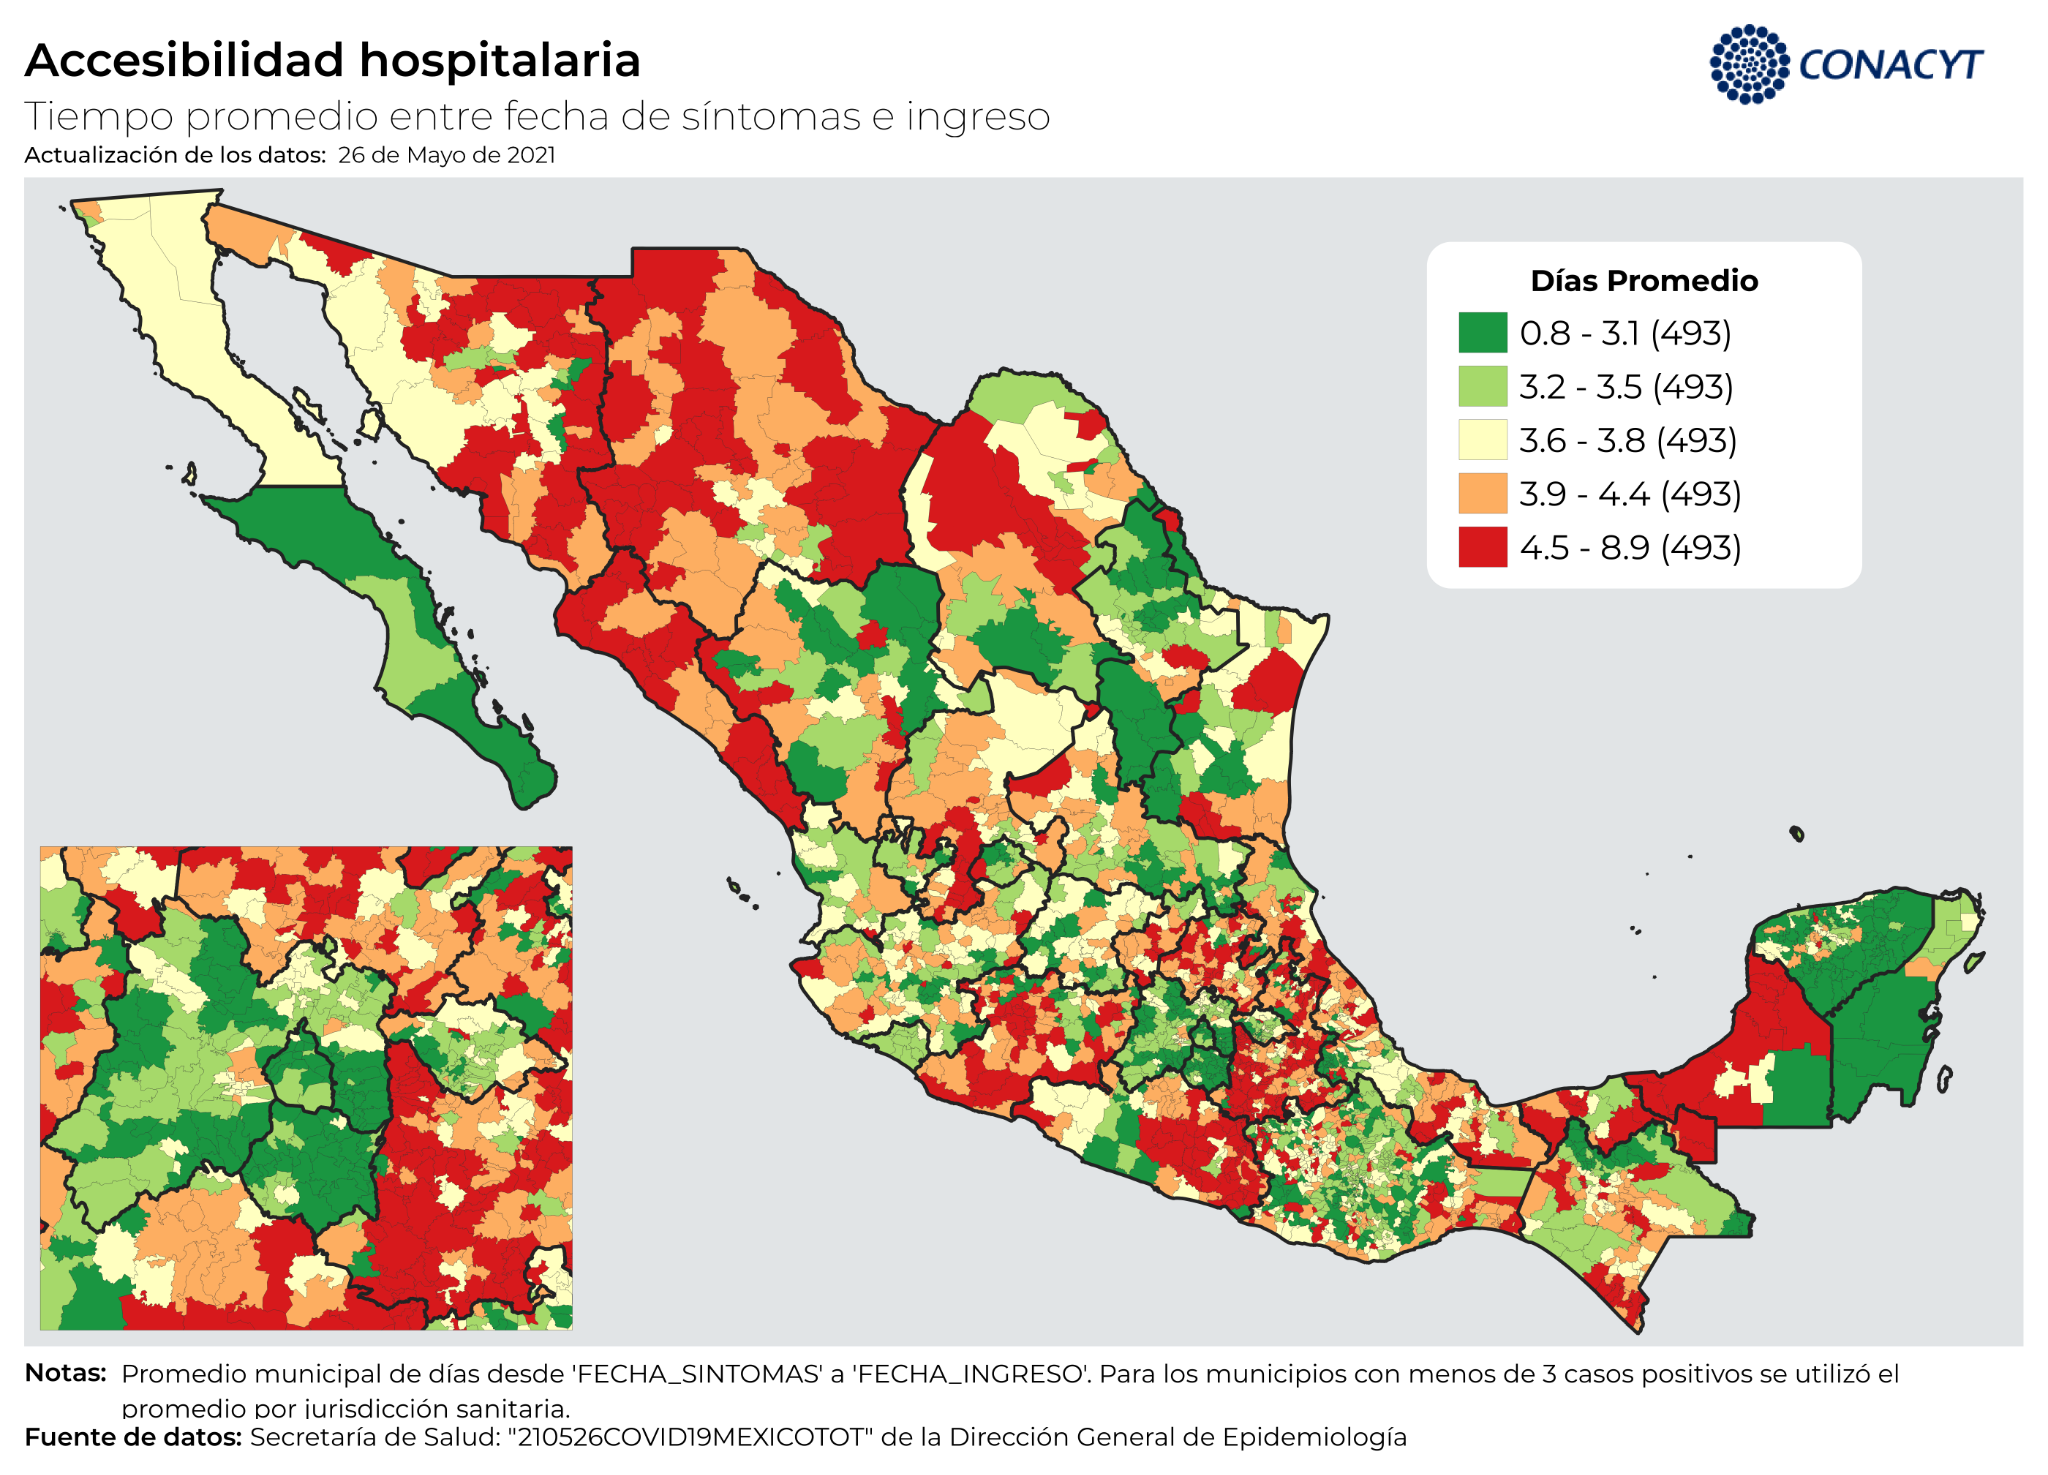 Accesibilidad hospitalaria
CONACYT
Tiempo promedio entre fecha de síntomas e ingreso
Actualización de los datos: 26 de Mayo de 2021
Días Promedio
0.8 - 3.1 (493)
3.2 - 3.5 (493)
3.6 - 3.8 (493)
3.9 - 4.4 (493)
4.5 - 8.9 (493)
Notas: Promedio municipal de días desde 'FECHA_SINTOMAS' a 'FECHA_INGRESO'. Para los municipios con menos de 3 casos positivos se utilizó el
promedio por jurisdicción sanitaria.
Fuente de datos: Secretaría de Salud: "210526COVID19MEXICOTOT" de la Dirección General de Epidemiología